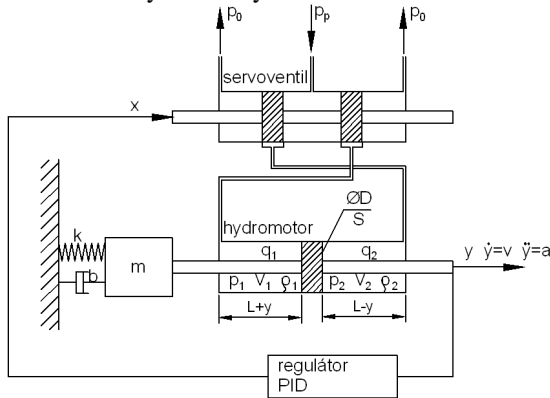 p₀ pₚ p₀
servoventil
x
ØD
S
hydromotor
k
b
m
q₁ q₂
y ẏ=v ÿ=a
p₁ V₁ ϱ₁ p₂ V₂ ϱ₂
L+y L-y
regulátor
PID